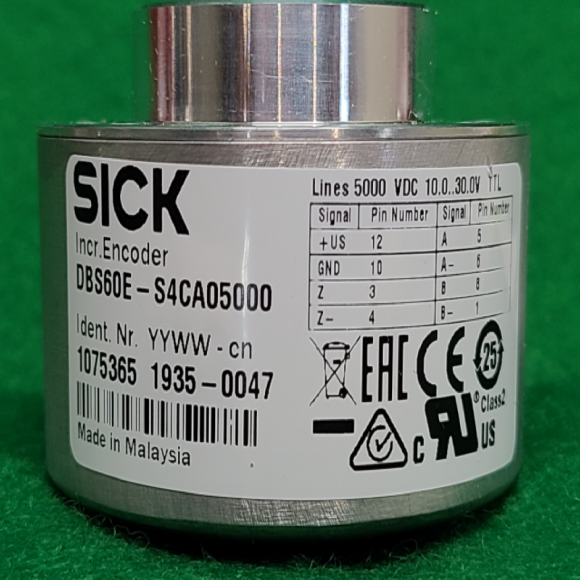 SICK
Incr.Encoder
DBS60E-S4CA05000
Ident. Nr. YYWW-cn
1075365 1935-0047
Made in Malaysia
Lines 5000 VDC 10.0..30.0V TTL
Signal Pin Number Signal Pin Number
+US 12 A 5
GND 10 A- 6
Z 3 B 8
Z- 4 B- 1
EAC CE 25
c RU ® US Class2